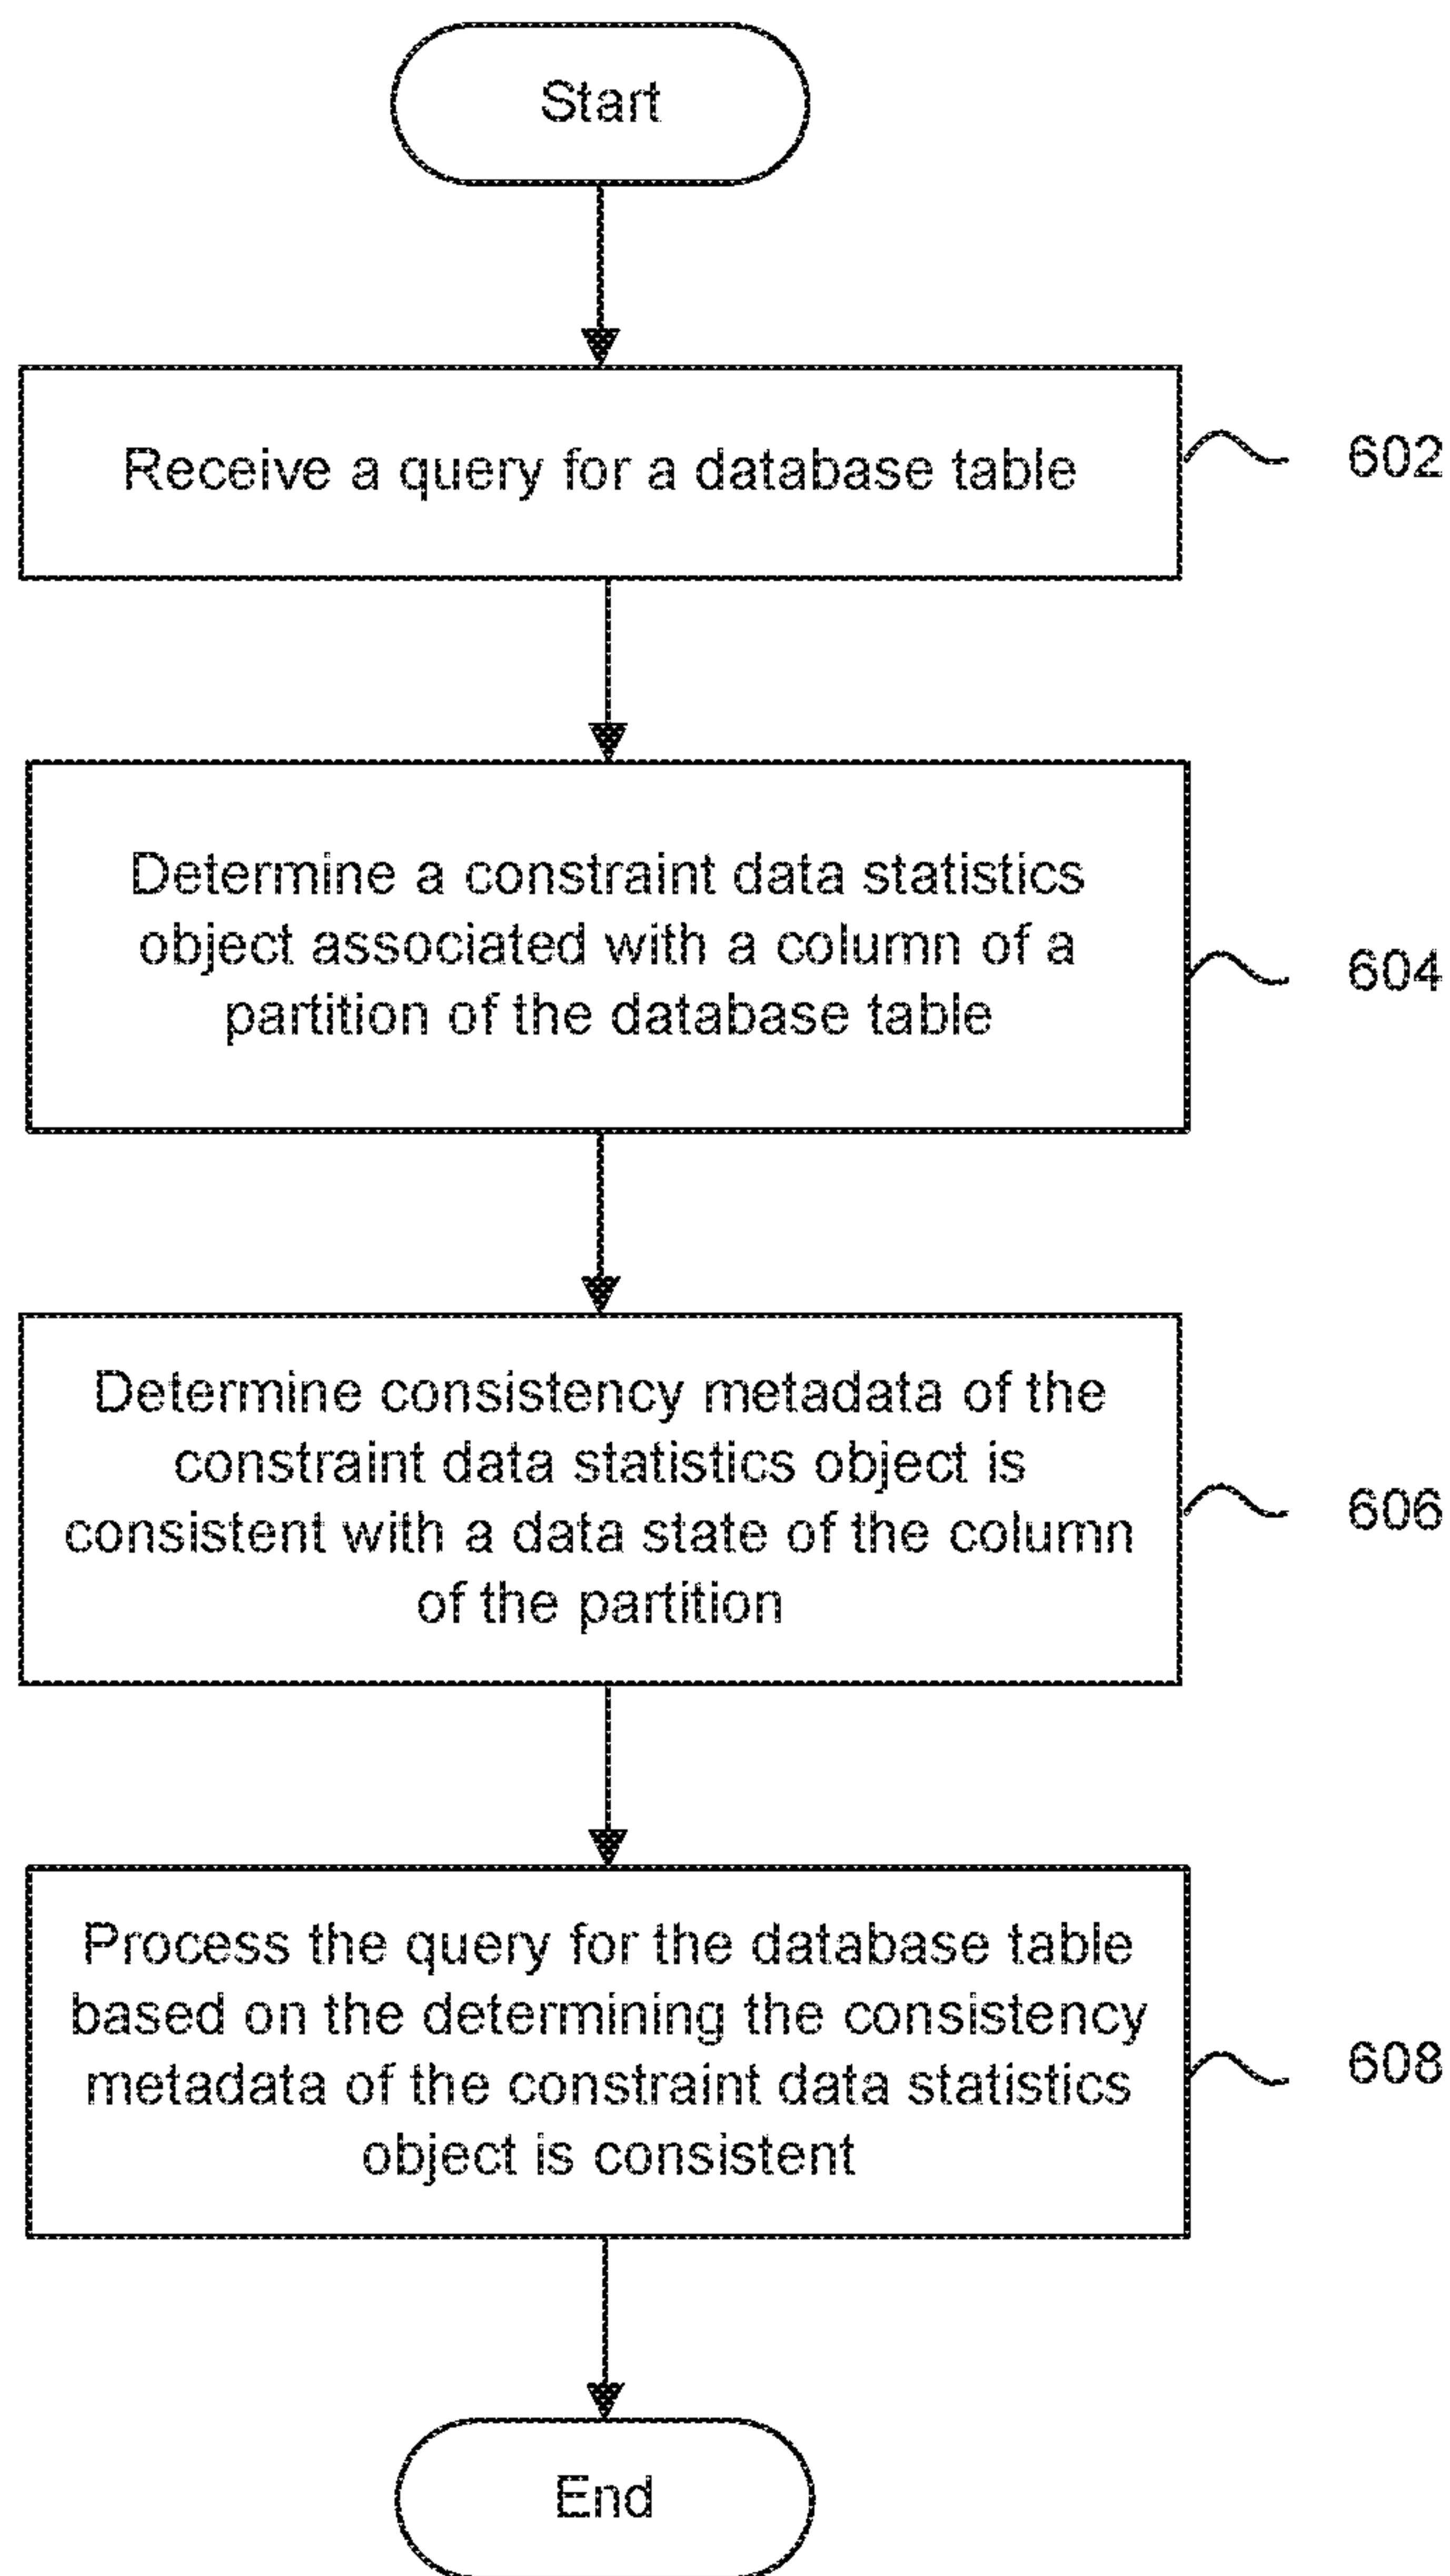 Start
Receive a query for a database table
602
Determine a constraint data statistics
object associated with a column of a
partition of the database table
604
Determine consistency metadata of the
constraint data statistics object is
consistent with a data state of the column
of the partition
606
Process the query for the database table
based on the determining the consistency
metadata of the constraint data statistics
object is consistent
608
End